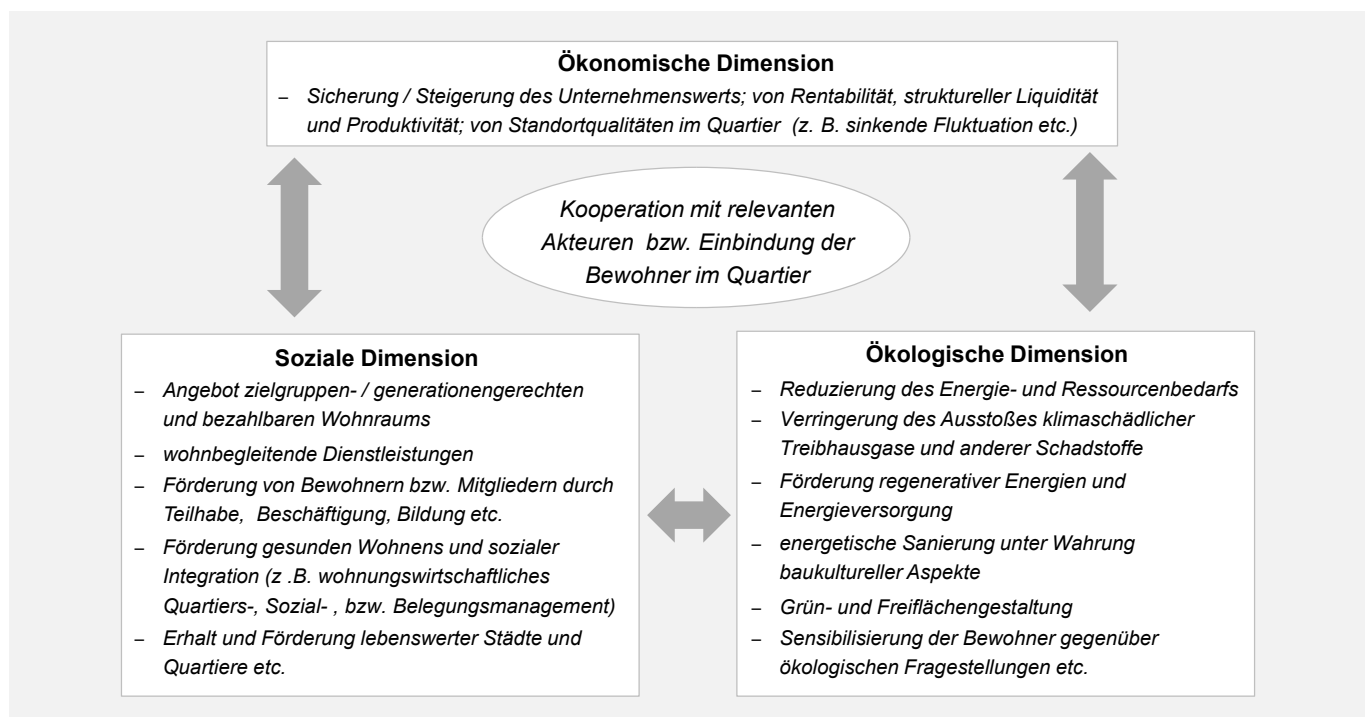 Ökonomische Dimension
– Sicherung / Steigerung des Unternehmenswerts; von Rentabilität, struktureller Liquidität
und Produktivität; von Standortqualitäten im Quartier (z. B. sinkende Fluktuation etc.)
Kooperation mit relevanten
Akteuren bzw. Einbindung der
Bewohner im Quartier
Soziale Dimension
– Angebot zielgruppen- / generationengerechten
und bezahlbaren Wohnraums
– wohnbegleitende Dienstleistungen
– Förderung von Bewohnern bzw. Mitgliedern durch
Teilhabe, Beschäftigung, Bildung etc.
– Förderung gesunden Wohnens und sozialer
Integration (z .B. wohnungswirtschaftliches
Quartiers-, Sozial- , bzw. Belegungsmanagement)
– Erhalt und Förderung lebenswerter Städte und
Quartiere etc.
Ökologische Dimension
– Reduzierung des Energie- und Ressourcenbedarfs
– Verringerung des Ausstoßes klimaschädlicher
Treibhausgase und anderer Schadstoffe
– Förderung regenerativer Energien und
Energieversorgung
– energetische Sanierung unter Wahrung
baukultureller Aspekte
– Grün- und Freiflächengestaltung
– Sensibilisierung der Bewohner gegenüber
ökologischen Fragestellungen etc.